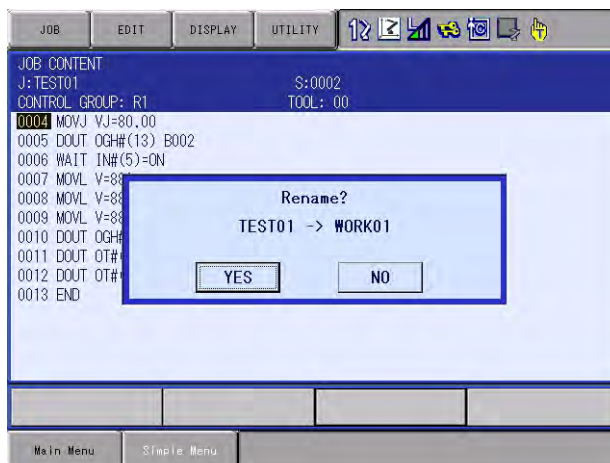 JOB EDIT DISPLAY UTILITY
JOB CONTENT
J:TEST01 S:0002
CONTROL GROUP: R1 TOOL: 00
0004 MOVJ VJ=80.00
0005 DOUT OGH#(13) B002
0006 WAIT IN#(5)=ON
0007 MOVL V=88
0008 MOVL V=88
0009 MOVL V=88
0010 DOUT OGH#
0011 DOUT OT#
0012 DOUT OT#
0013 END
Rename?
TEST01 -> WORK01
YES NO
Main Menu Simple Menu